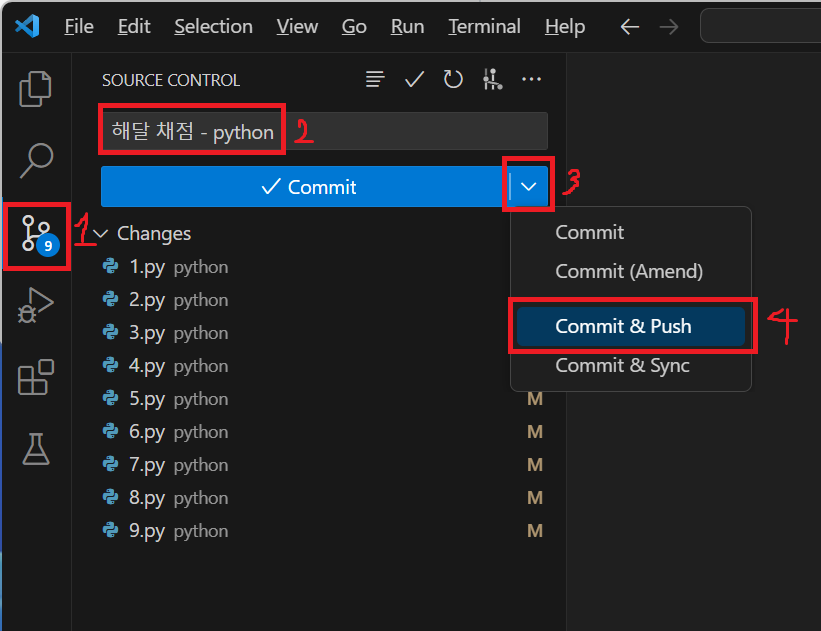 File Edit Selection View Go Run Terminal Help
SOURCE CONTROL
해달 채점 - python 2
Commit 3
9 1 Changes
Commit
1.py python
Commit (Amend)
2.py python
3.py python
Commit & Push 4
4.py python
Commit & Sync
5.py python M
6.py python M
7.py python M
8.py python M
9.py python M